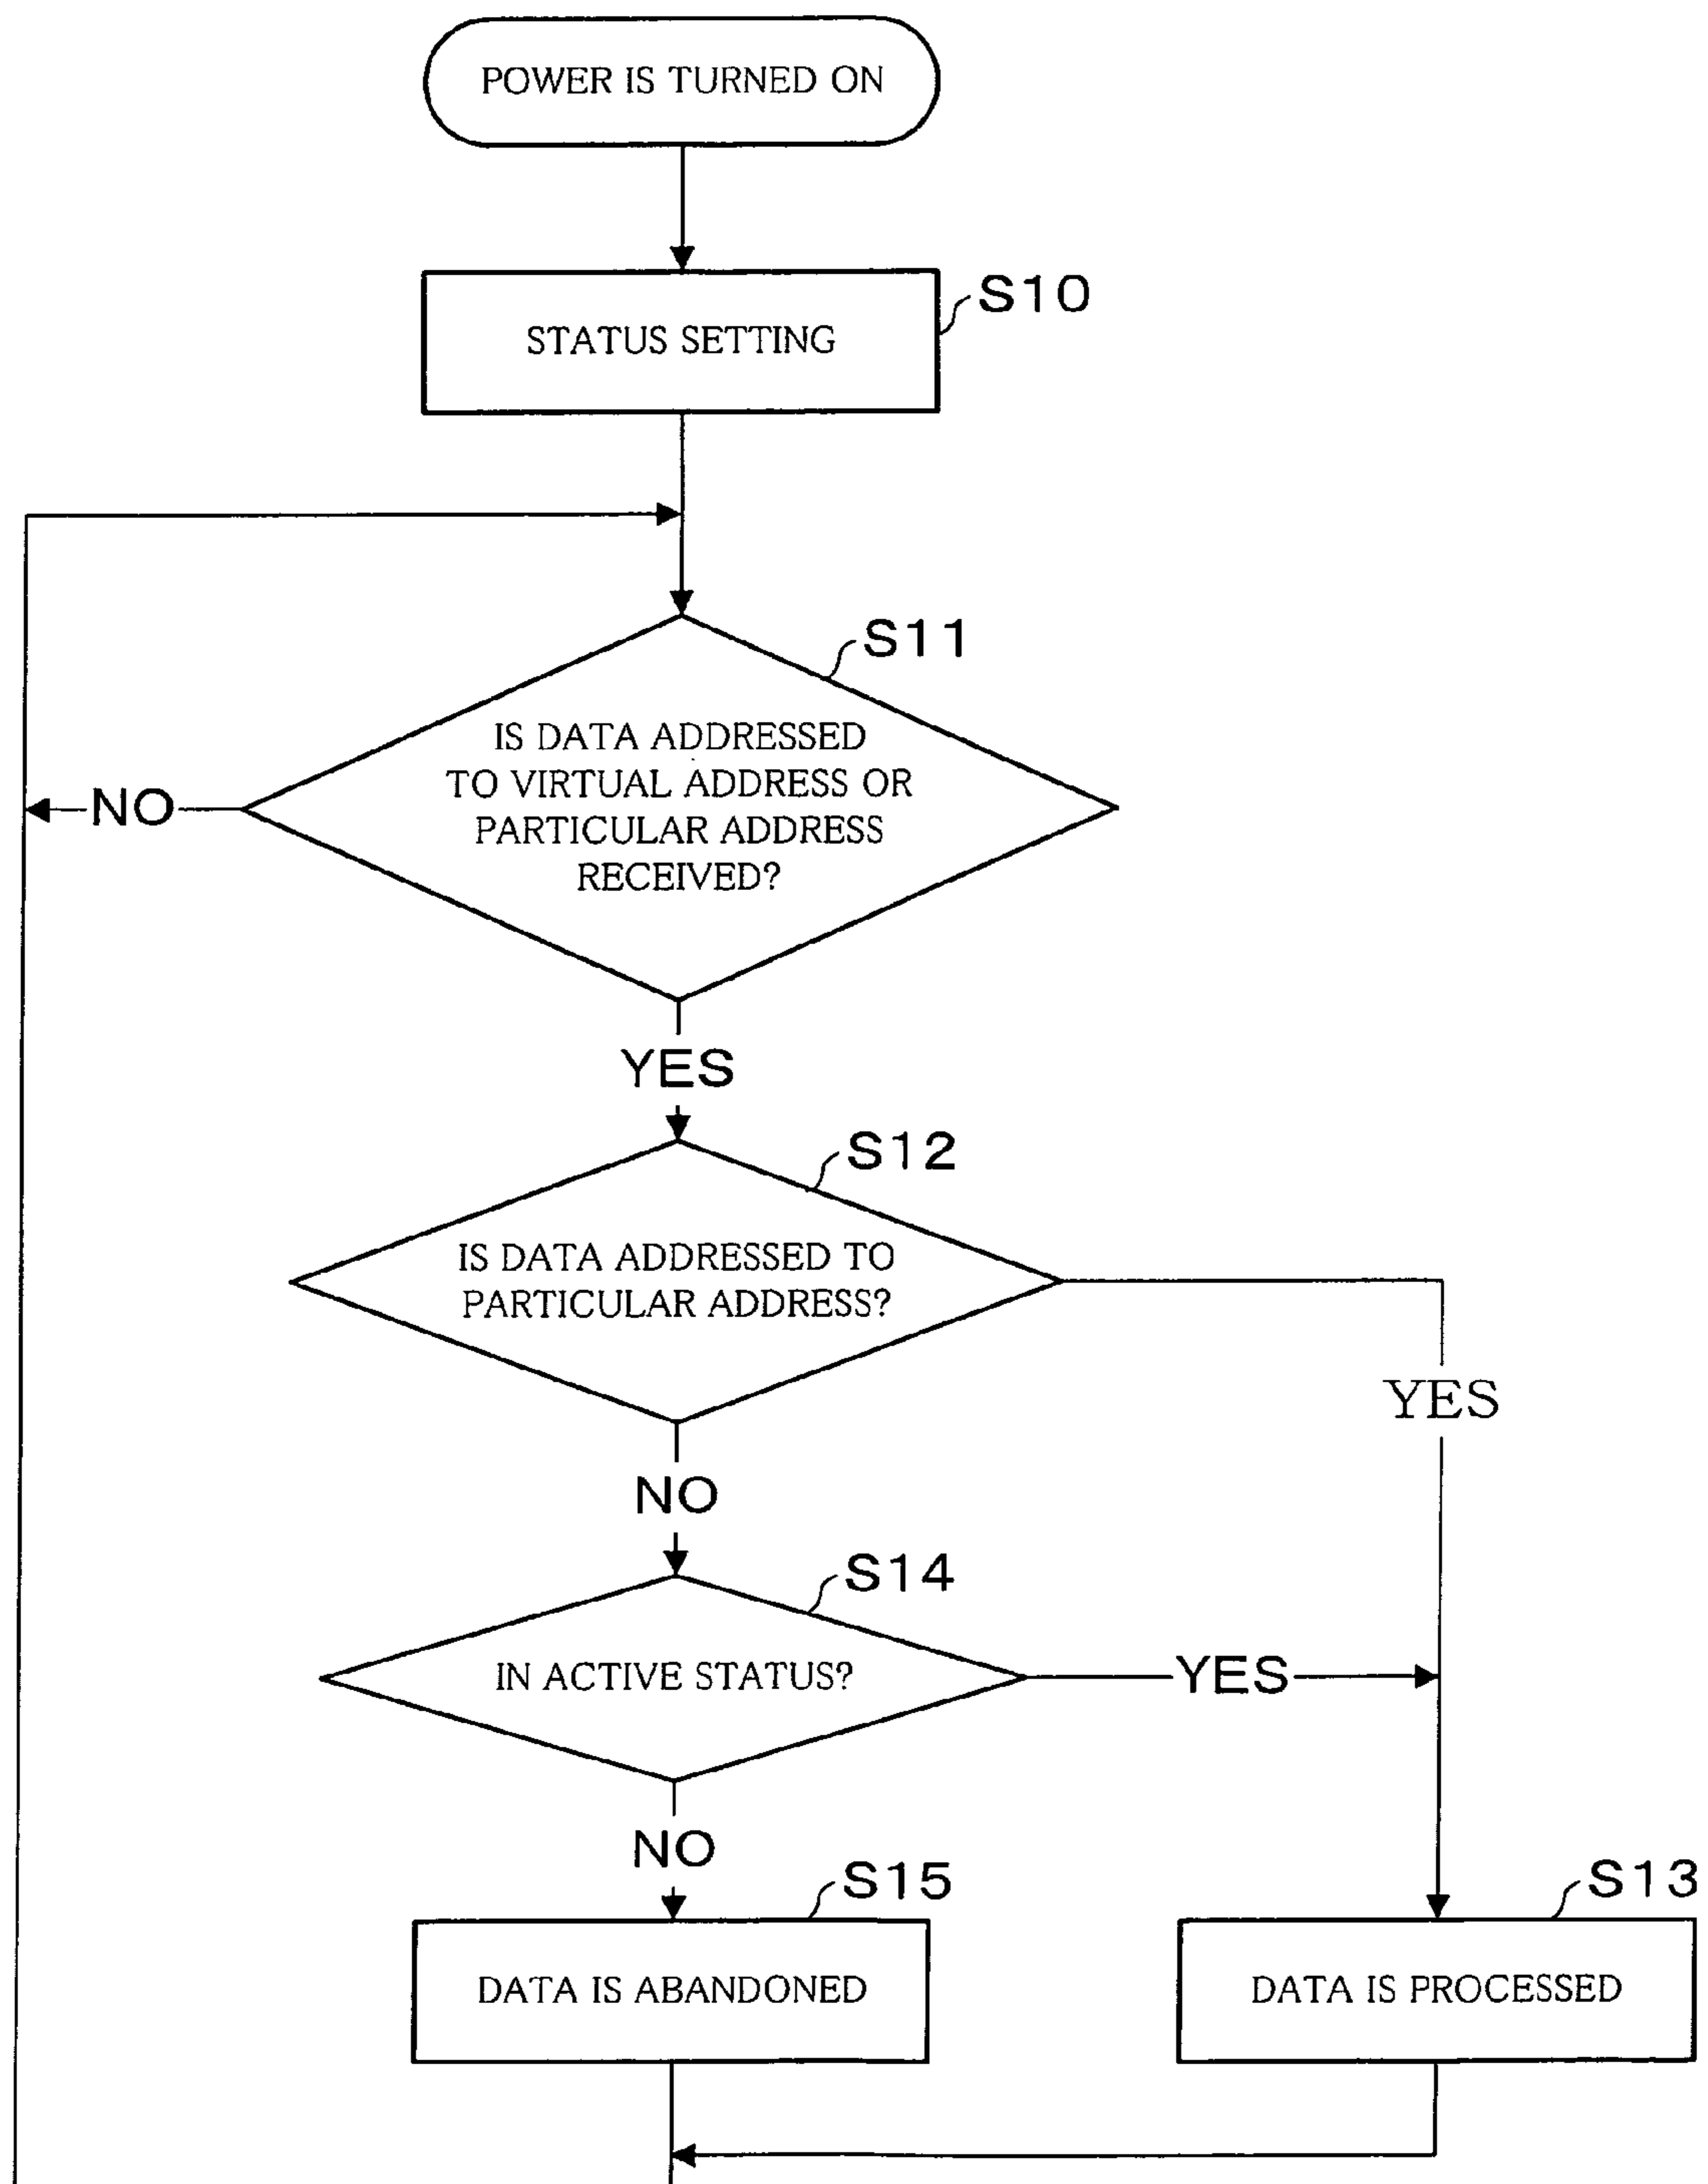 POWER IS TURNED ON
S10
STATUS SETTING
S11
IS DATA ADDRESSED
TO VIRTUAL ADDRESS OR
PARTICULAR ADDRESS
RECEIVED?
NO
YES
S12
IS DATA ADDRESSED TO
PARTICULAR ADDRESS?
YES
NO
S14
IN ACTIVE STATUS?
YES
NO
S15
S13
DATA IS ABANDONED
DATA IS PROCESSED